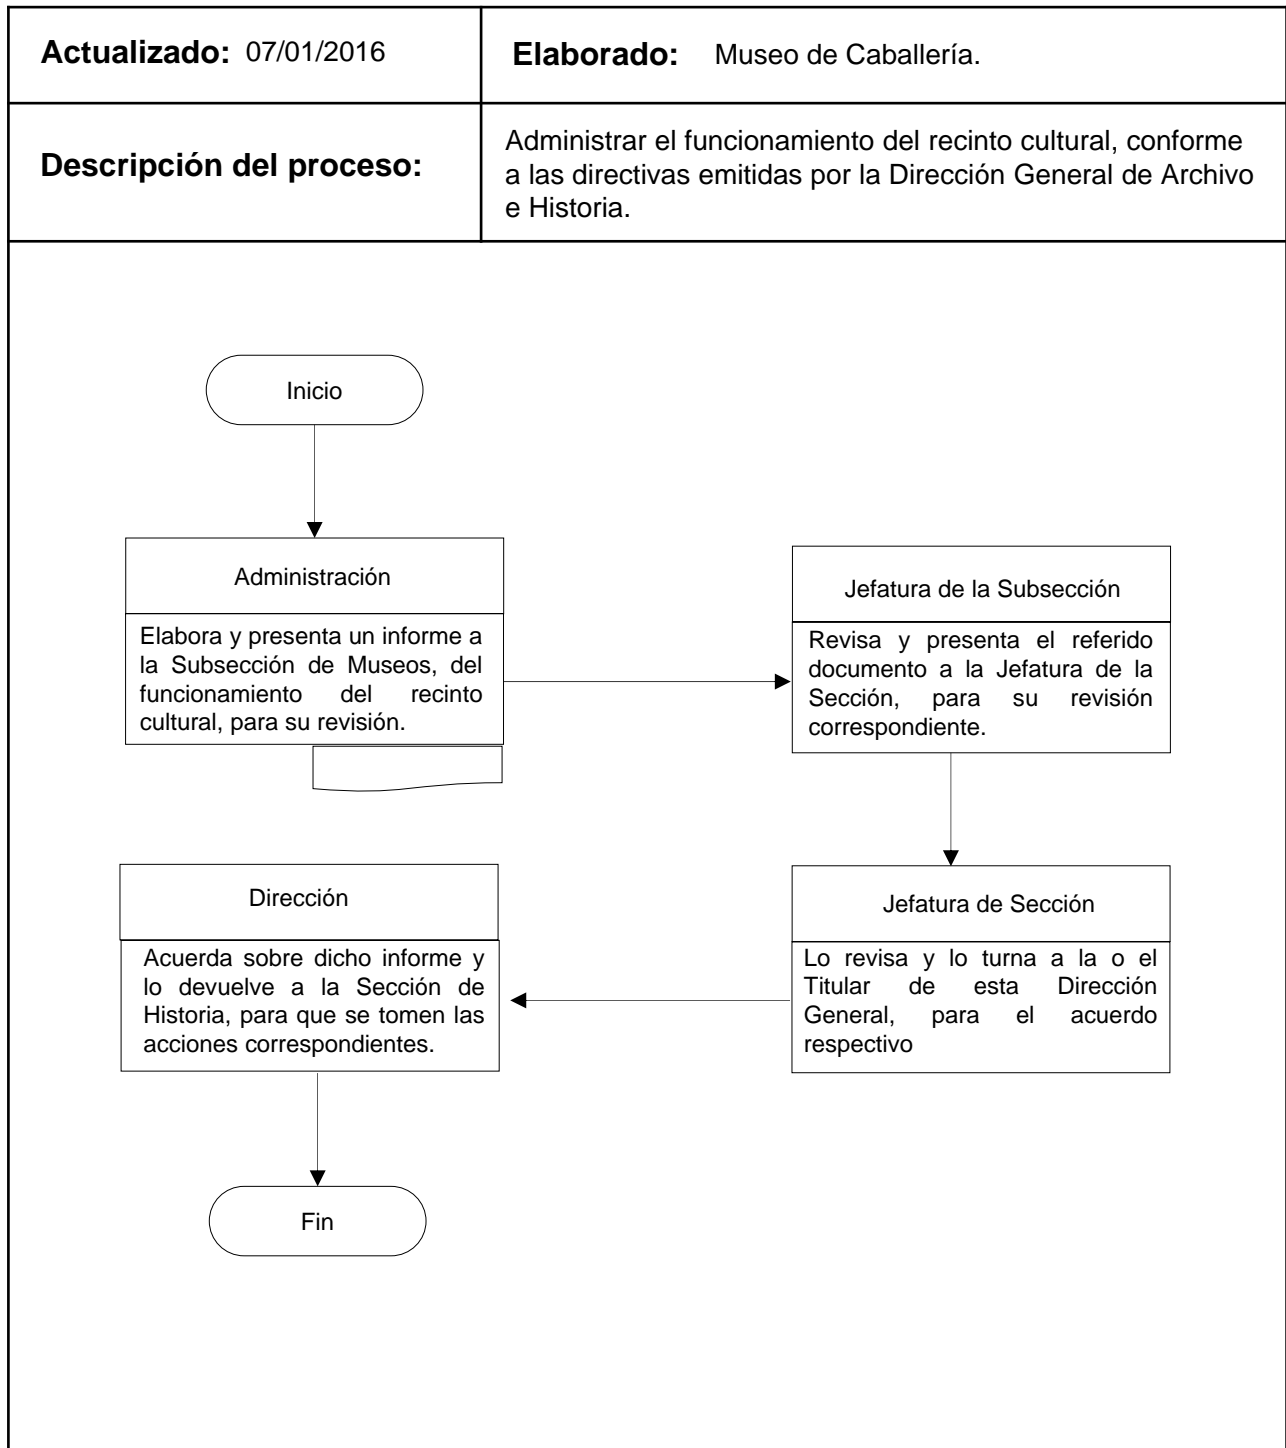 Actualizado: 07/01/2016
Elaborado: Museo de Caballería.
Descripción del proceso:
Administrar el funcionamiento del recinto cultural, conforme
a las directivas emitidas por la Dirección General de Archivo
e Historia.
Inicio
Administración
Elabora y presenta un informe a
la Subsección de Museos, del
funcionamiento del recinto
cultural, para su revisión.
Jefatura de la Subsección
Revisa y presenta el referido
documento a la Jefatura de la
Sección, para su revisión
correspondiente.
Jefatura de Sección
Lo revisa y lo turna a la o el
Titular de esta Dirección
General, para el acuerdo
respectivo
Dirección
Acuerda sobre dicho informe y
lo devuelve a la Sección de
Historia, para que se tomen las
acciones correspondientes.
Fin